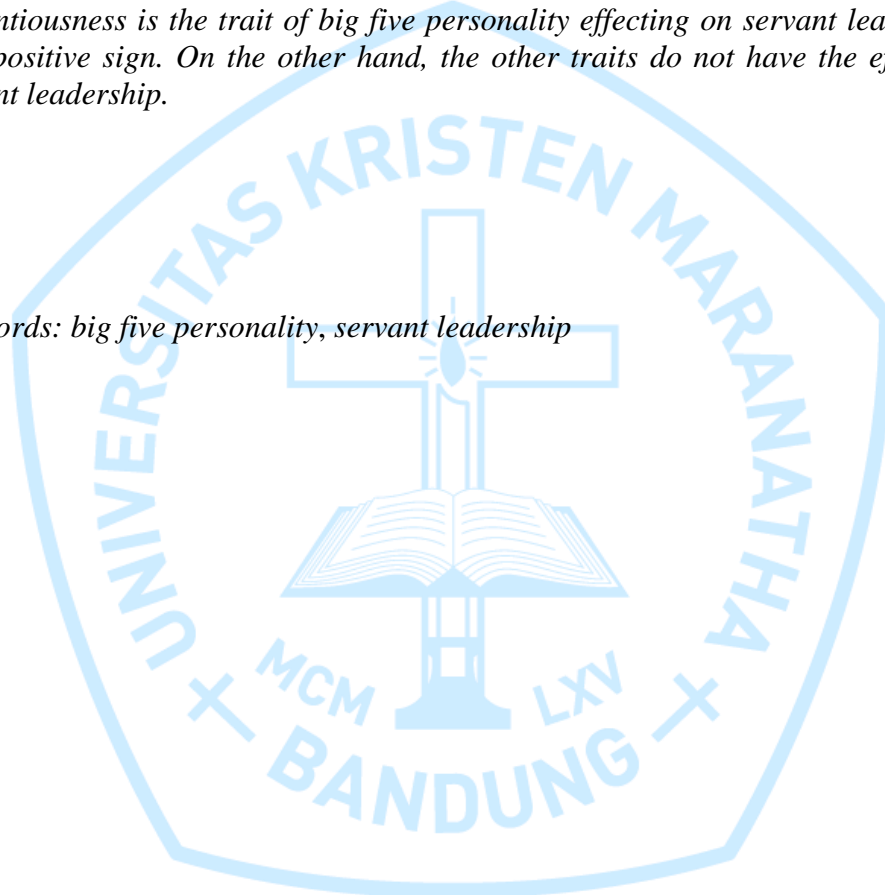 ntiousness is the trait of big five personality effecting on servant lea
positive sign. On the other hand, the other traits do not have the ef
nt leadership.
UNIVERSITAS KRISTEN MARANATHA
ords: big five personality, servant leadership
MCM LXV
BANDUNG